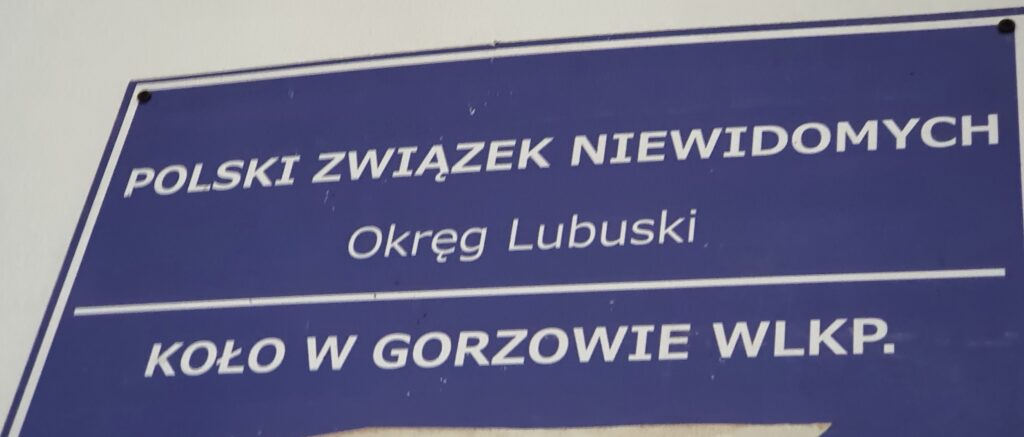 POLSKI ZWIĄZEK NIEWIDOMYCH
Okręg Lubuski
KOŁO W GORZOWIE WLKP.